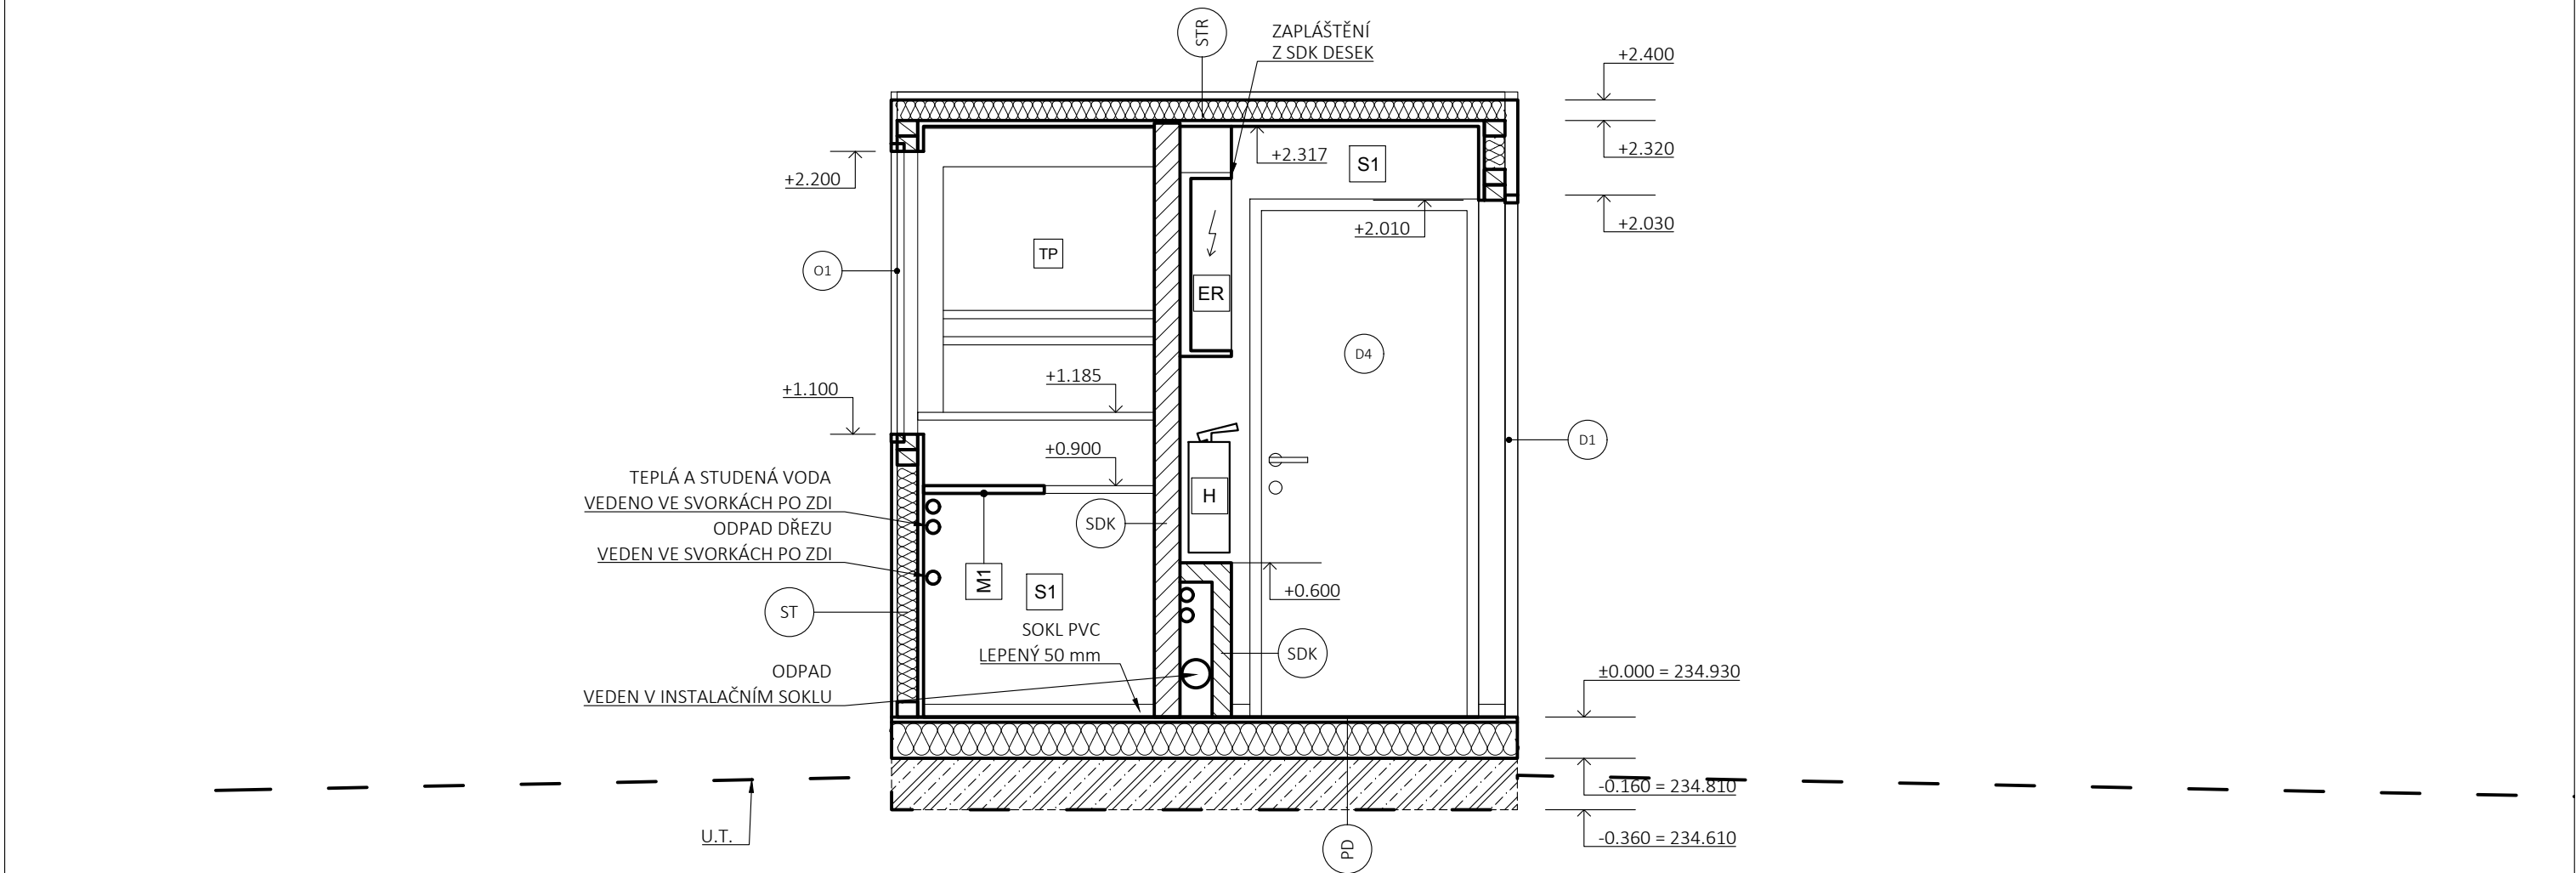 STR
ZAPLÁŠTĚNÍ
Z SDK DESEK
+2.400
+2.317
S1
+2.320
+2.200
+2.030
+2.010
TP
O1
ER
D4
+1.185
+1.100
D1
+0.900
TEPLÁ A STUDENÁ VODA
VEDENO VE SVORKÁCH PO ZDI
ODPAD DŘEZU
VEDEN VE SVORKÁCH PO ZDI
H
SDK
M1
S1
+0.600
ST
SOKL PVC
LEPENÝ 50 mm
SDK
ODPAD
VEDEN V INSTALAČNÍM SOKLU
±0.000 = 234.930
-0.160 = 234.810
U.T.
-0.360 = 234.610
PD